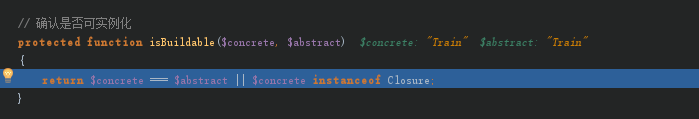 // 确认是否可实例化
protected function isBuildable($concrete, $abstract)  $concrete: "Train"  $abstract: "Train"
{
    return $concrete === $abstract || $concrete instanceof Closure;
}